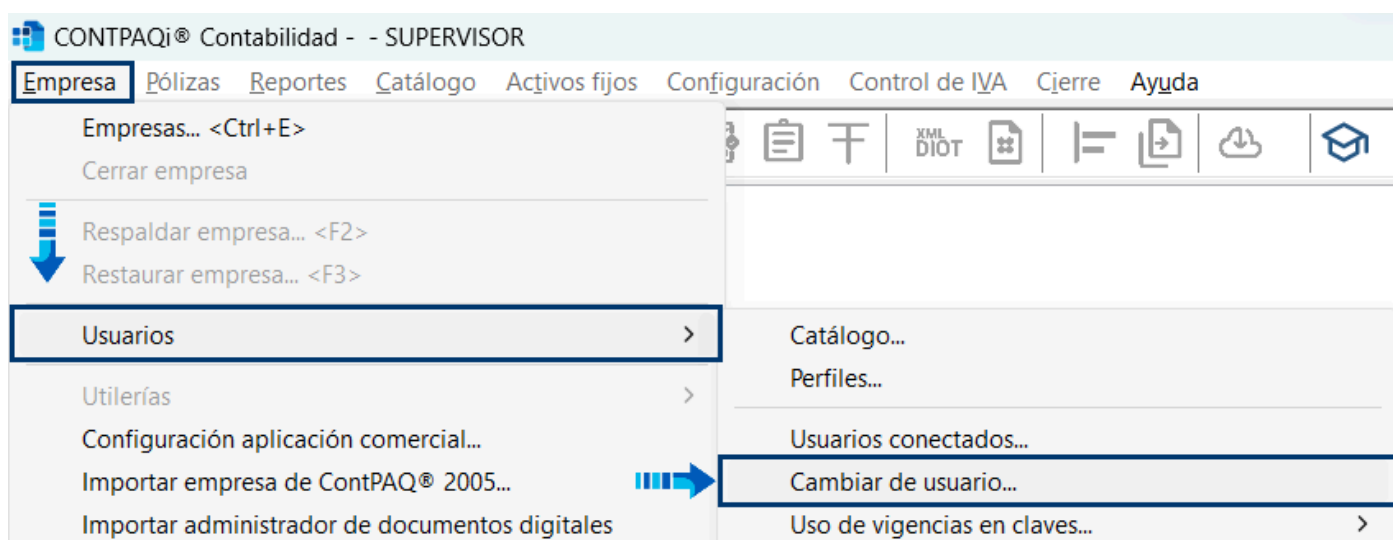 CONTPAQi® Contabilidad -  - SUPERVISOR
Empresa Pólizas Reportes Catálogo Activos fijos Configuración Control de IVA Cierre Ayuda
Empresas... <Ctrl+E>
XML DIOT
Cerrar empresa
Respaldar empresa... <F2>
Restaurar empresa... <F3>
Usuarios >
Catálogo...
Perfiles...
Utilerías >
Configuración aplicación comercial...
Usuarios conectados...
Importar empresa de ContPAQ® 2005...
Cambiar de usuario...
Importar administrador de documentos digitales
Uso de vigencias en claves... >